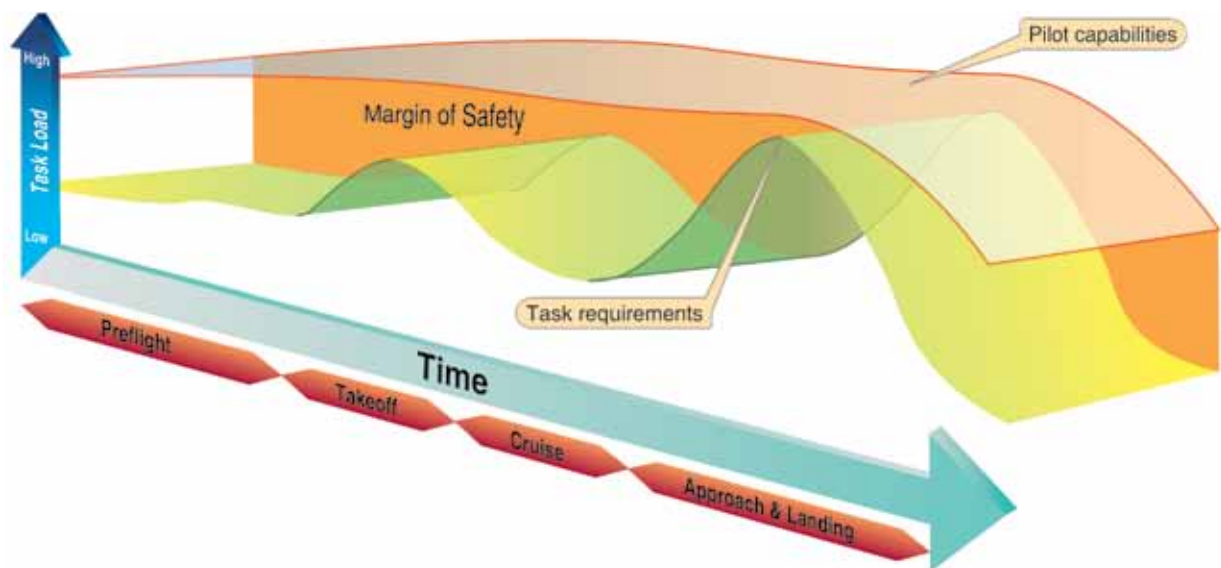 High
Task Load
Low
Pilot capabilities
Margin of Safety
Task requirements
Time
Preflight
Takeoff
Cruise
Approach & Landing